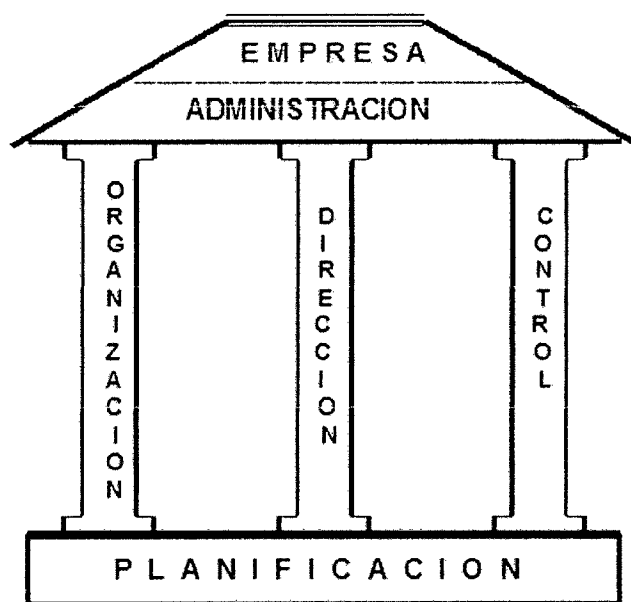 EMPRESA
ADMINISTRACION
ORGANIZACION
DIRECCION
CONTROL
PLANIFICACION